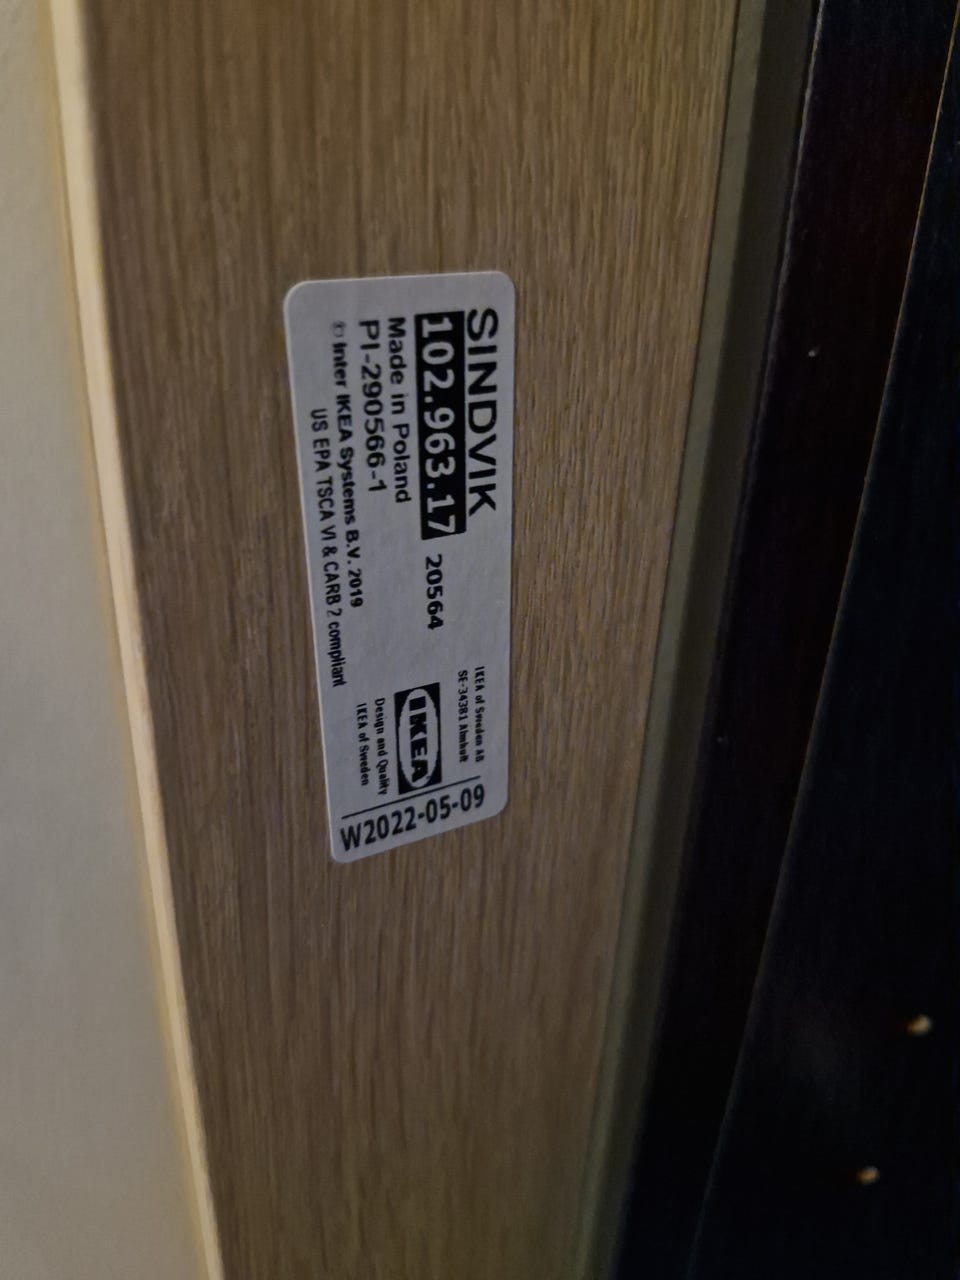 SINDVIK
102.963.17 20564
Made in Poland
PI-290566-1
© Inter IKEA Systems B.V. 2019
US EPA TSCA VI & CARB 2 compliant
IKEA of Sweden AB
SE-34381 Älmhult
IKEA
Design and Quality
IKEA of Sweden
W2022-05-09